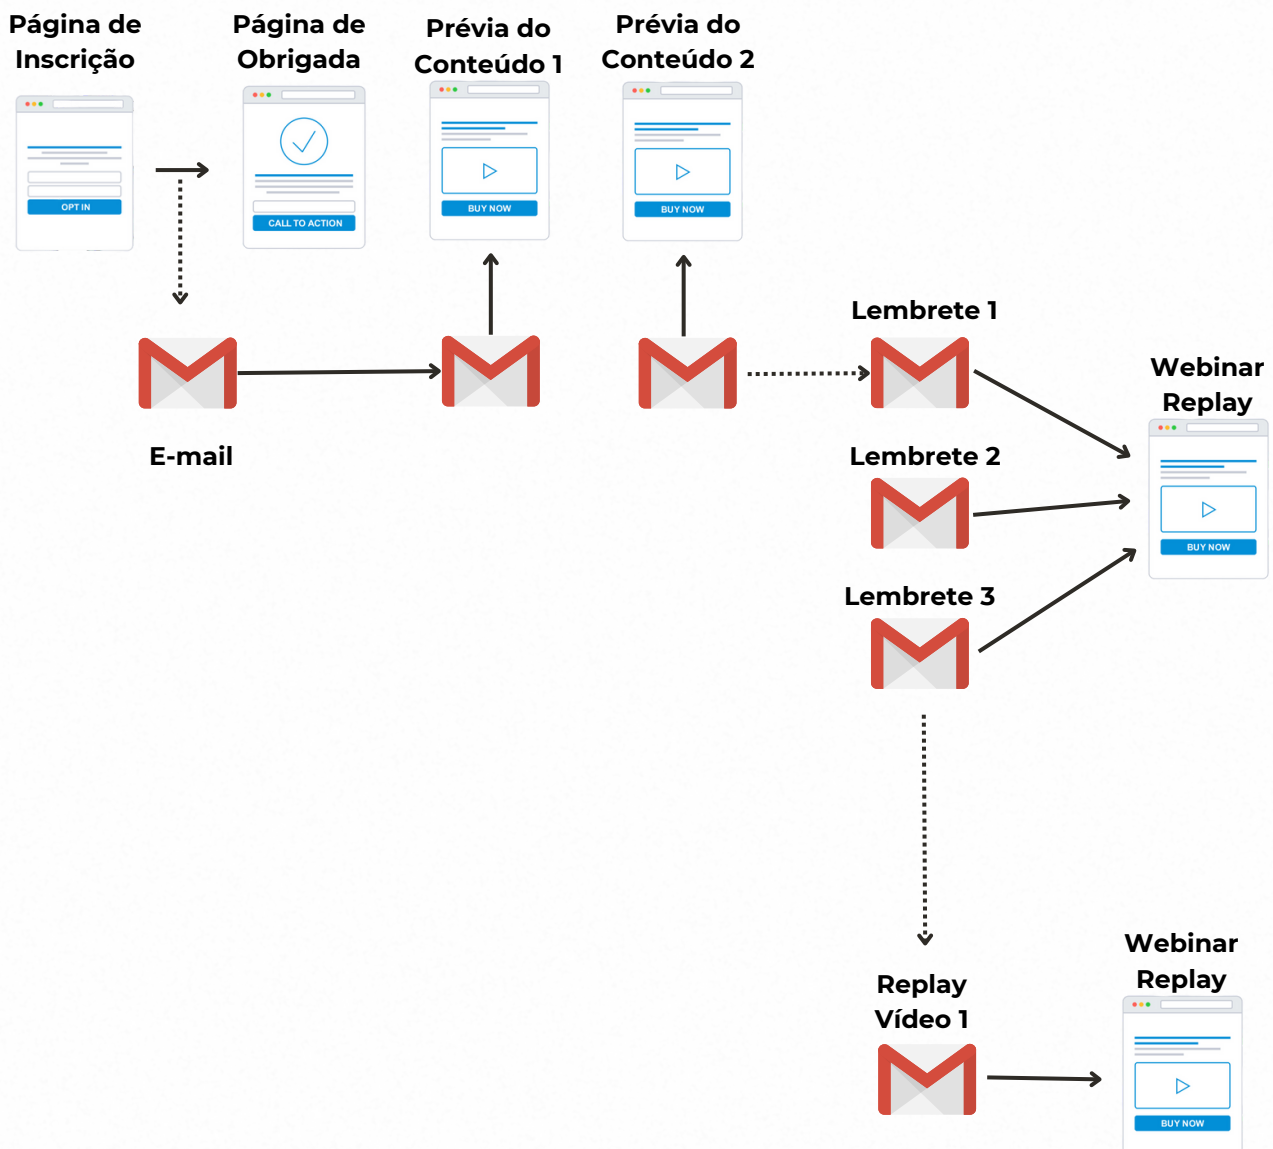 Página de
Inscrição
Página de
Obrigada
Prévia do
Conteúdo 1
Prévia do
Conteúdo 2
OPT IN
CALL TO ACTION
BUY NOW
BUY NOW
Lembrete 1
Webinar
Replay
E-mail
Lembrete 2
BUY NOW
Lembrete 3
Webinar
Replay
Replay
Vídeo 1
BUY NOW